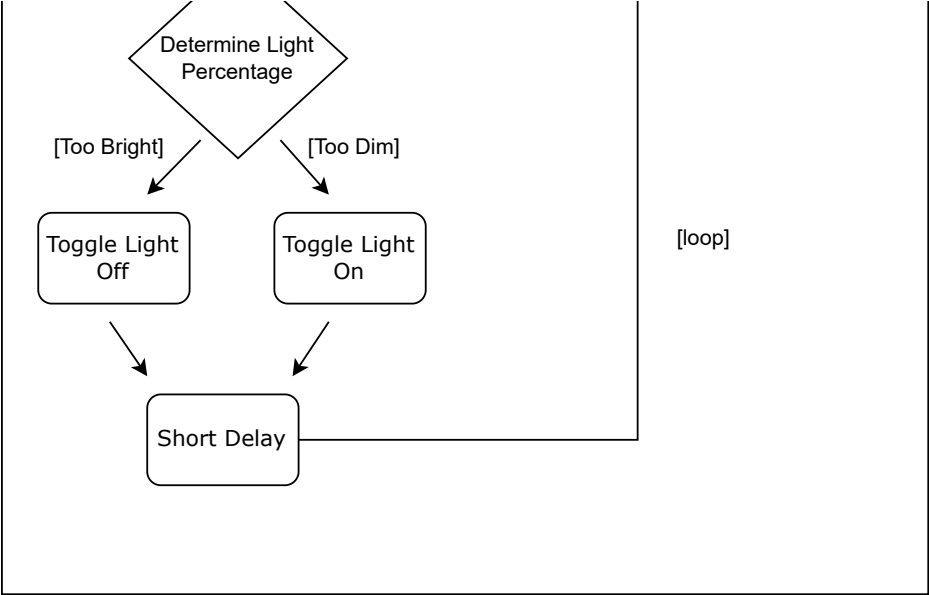 Determine Light
Percentage
[Too Bright]
[Too Dim]
Toggle Light
Off
Toggle Light
On
[loop]
Short Delay